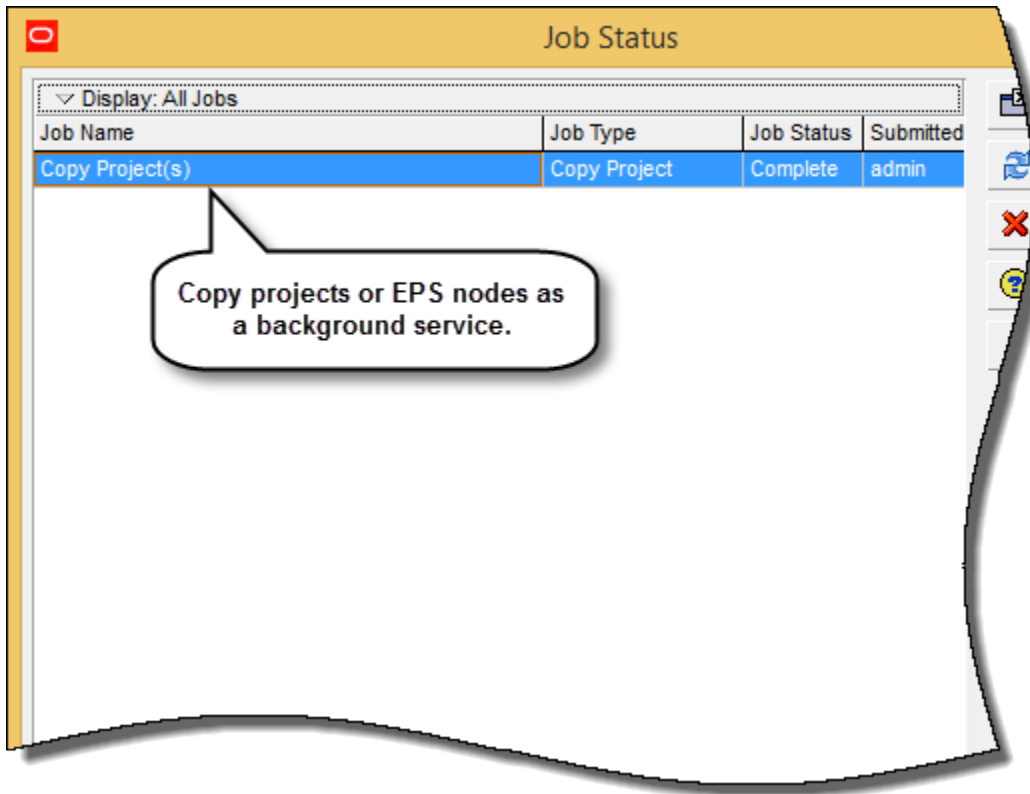 Job Status
Display: All Jobs
Job Name Job Type Job Status Submitted
Copy Project(s) Copy Project Complete admin
Copy projects or EPS nodes as
a background service.